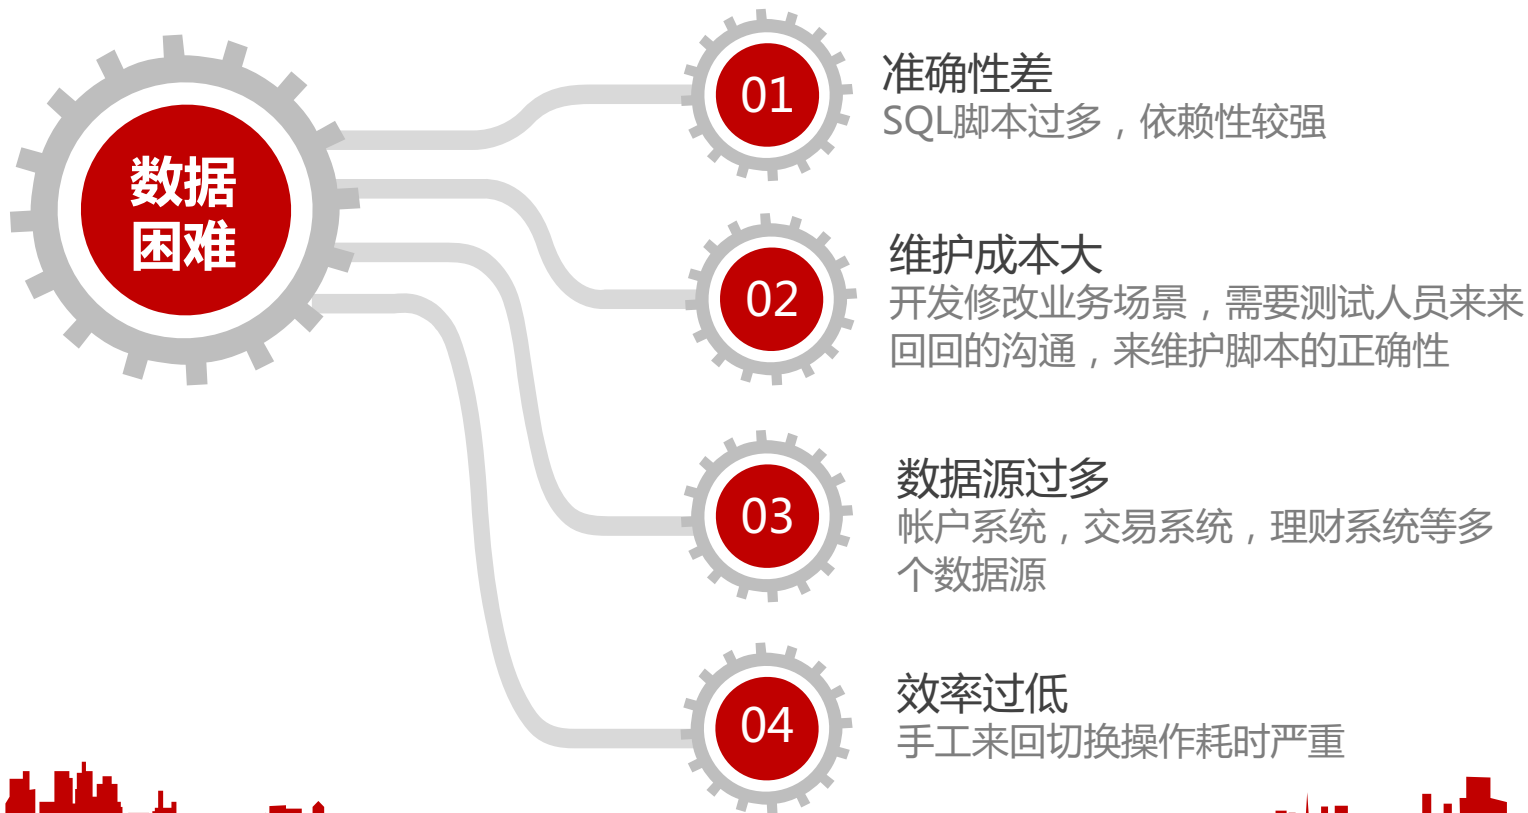 数据
困难
01
准确性差
SQL脚本过多，依赖性较强
02
维护成本大
开发修改业务场景，需要测试人员来来
回回的沟通，来维护脚本的正确性
03
数据源过多
帐户系统，交易系统，理财系统等多
个数据源
04
效率过低
手工来回切换操作耗时严重